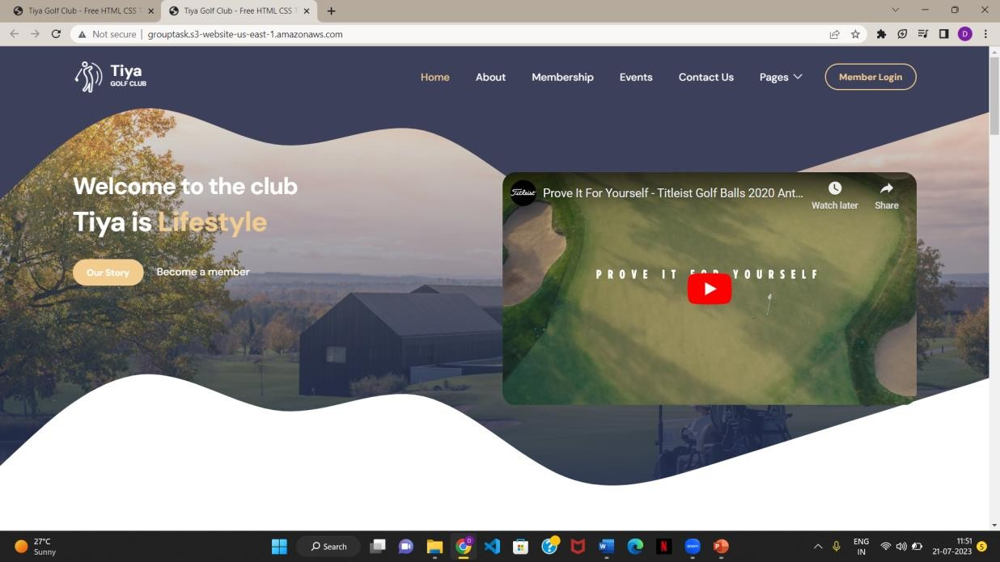 Tiya Golf Club - Free HTML CSS T
Tiya Golf Club - Free HTML CSS T
Not secure
grouptask.s3-website-us-east-1.amazonaws.com
D
Tiya
GOLF CLUB
Home
About
Membership
Events
Contact Us
Pages
Member Login
Welcome to the club
Tiya is Lifestyle
Our Story
Become a member
Titleist
Prove It For Yourself - Titleist Golf Balls 2020 Ant...
Watch later
Share
PROVE IT FOR YOURSELF
27°C
Sunny
Search
ENG
IN
11:51
21-07-2023
5